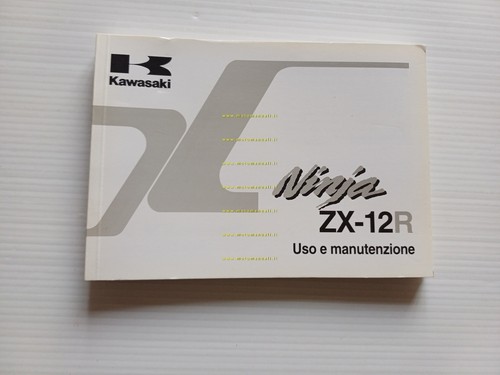 Kawasaki
Ninja
ZX-12R
Uso e manutenzione